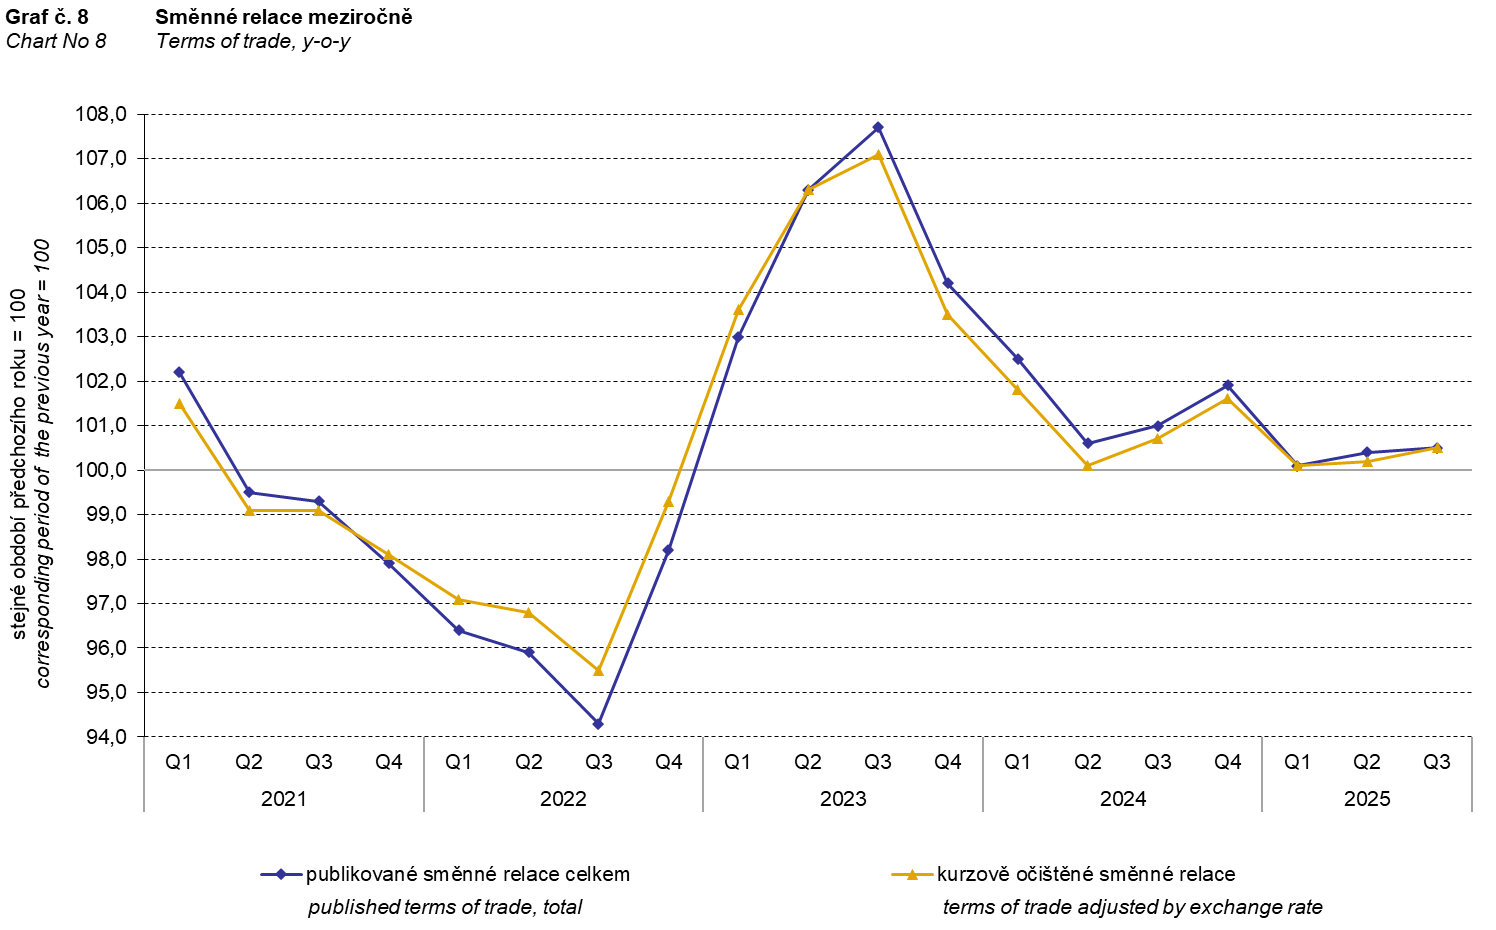 Graf č. 8 Směnné relace meziročně
Chart No 8 Terms of trade, y-o-y
stejné období předchozího roku = 100
corresponding period of the previous year = 100
108,0
107,0
106,0
105,0
104,0
103,0
102,0
101,0
100,0
99,0
98,0
97,0
96,0
95,0
94,0
Q1 Q2 Q3 Q4 Q1 Q2 Q3 Q4 Q1 Q2 Q3 Q4 Q1 Q2 Q3 Q4 Q1 Q2 Q3
2021 2022 2023 2024 2025
publikované směnné relace celkem kurzově očištěné směnné relace
published terms of trade, total terms of trade adjusted by exchange rate